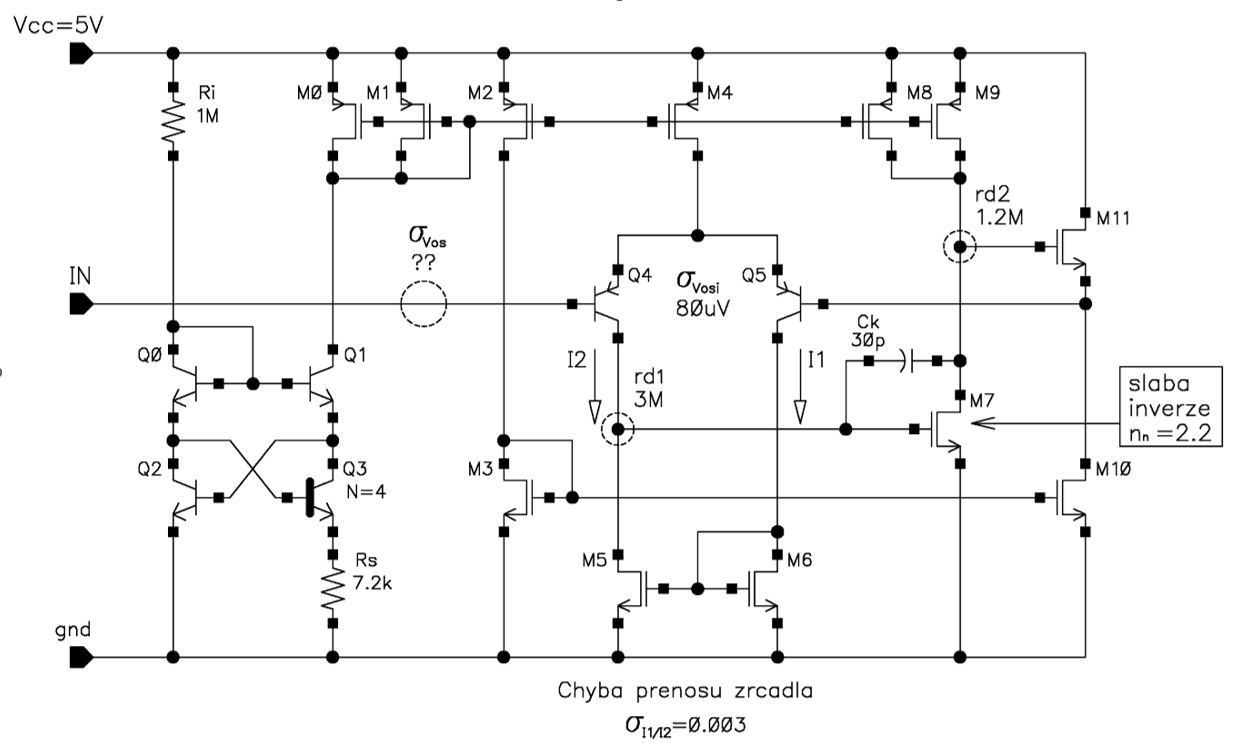 Vcc=5V
Ri
1M
MØ
M1
M2
M4
M8
M9
rd2
1.2M
M11
σVos
??
IN
Q4
σVosi
8ØuV
Q5
Ck
3Øp
QØ
Q1
I2
rd1
3M
I1
M7
slaba
inverze
nn =2.2
Q2
Q3
N=4
M3
M1Ø
Rs
7.2k
M5
M6
gnd
Chyba prenosu zrcadla
σI1/I2=Ø.ØØ3